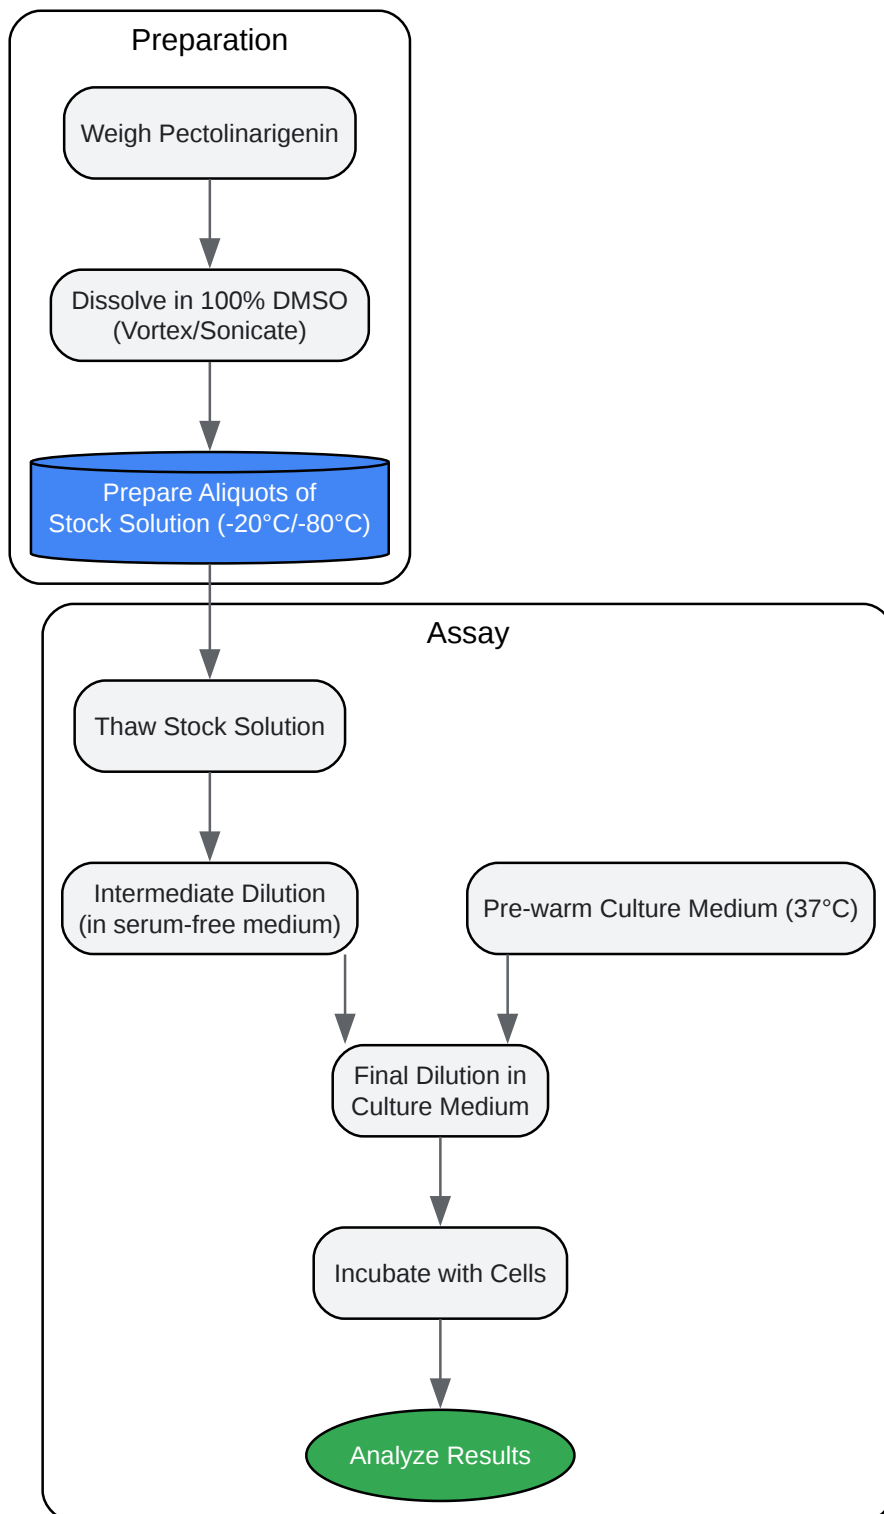 Preparation
Weigh Pectolinarigenin
Dissolve in 100% DMSO
(Vortex/Sonicate)
Prepare Aliquots of
Stock Solution (-20°C/-80°C)
Assay
Thaw Stock Solution
Intermediate Dilution
(in serum-free medium)
Pre-warm Culture Medium (37°C)
Final Dilution in
Culture Medium
Incubate with Cells
Analyze Results